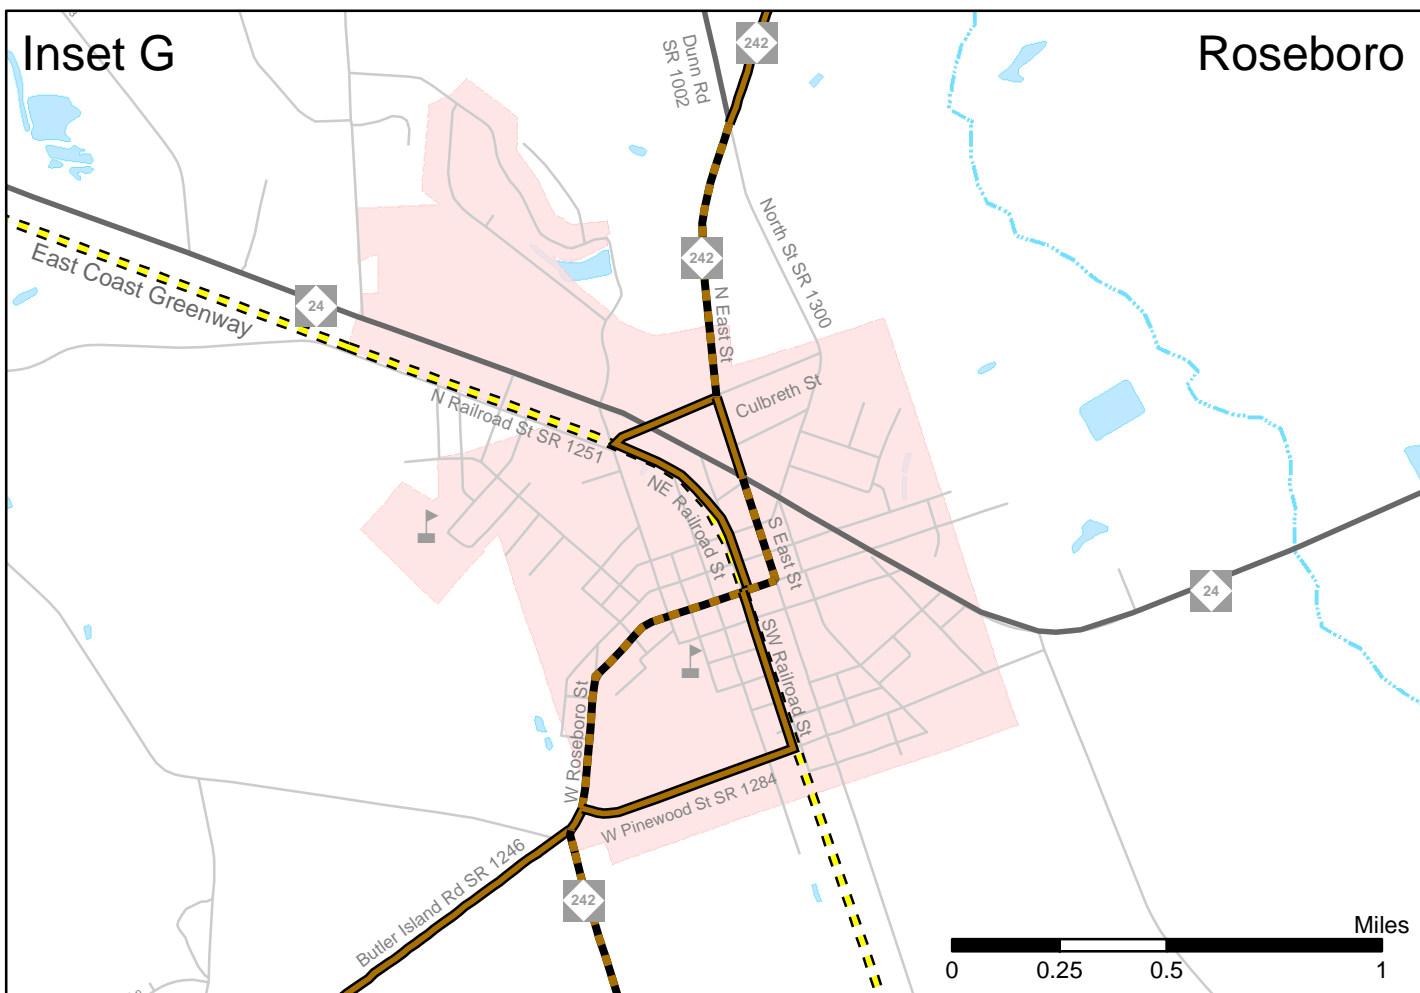 Inset G
Roseboro
242
Dunn Rd
SR 1002
North St SR 1300
242
East Coast Greenway
24
N East St
Culbreth St
N Railroad St SR 1251
NE Railroad St
S East St
24
SW Railroad St
W Roseboro St
W Pinewood St SR 1284
Butler Island Rd SR 1246
242
Miles
0 0.25 0.5 1